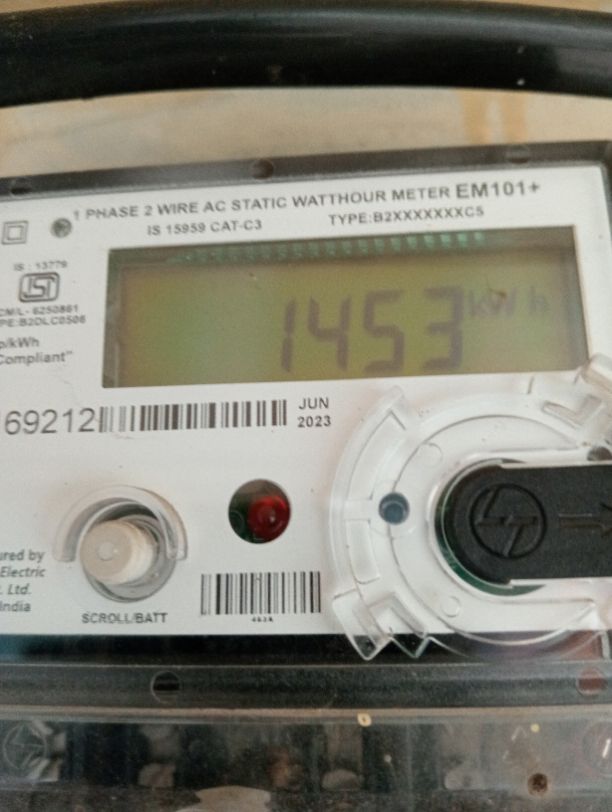 1 PHASE 2 WIRE AC STATIC WATTHOUR METER EM101+
IS 15959 CAT-C3 TYPE:B2XXXXXXXC5
IS : 13779
ISI
CM/L- 6250861
PE:B2DLC0506
p/kWh
Compliant"
1453 kWh
69212
JUN
2023
ured by
Electric
. Ltd.
India
SCROLL/BATT
LT